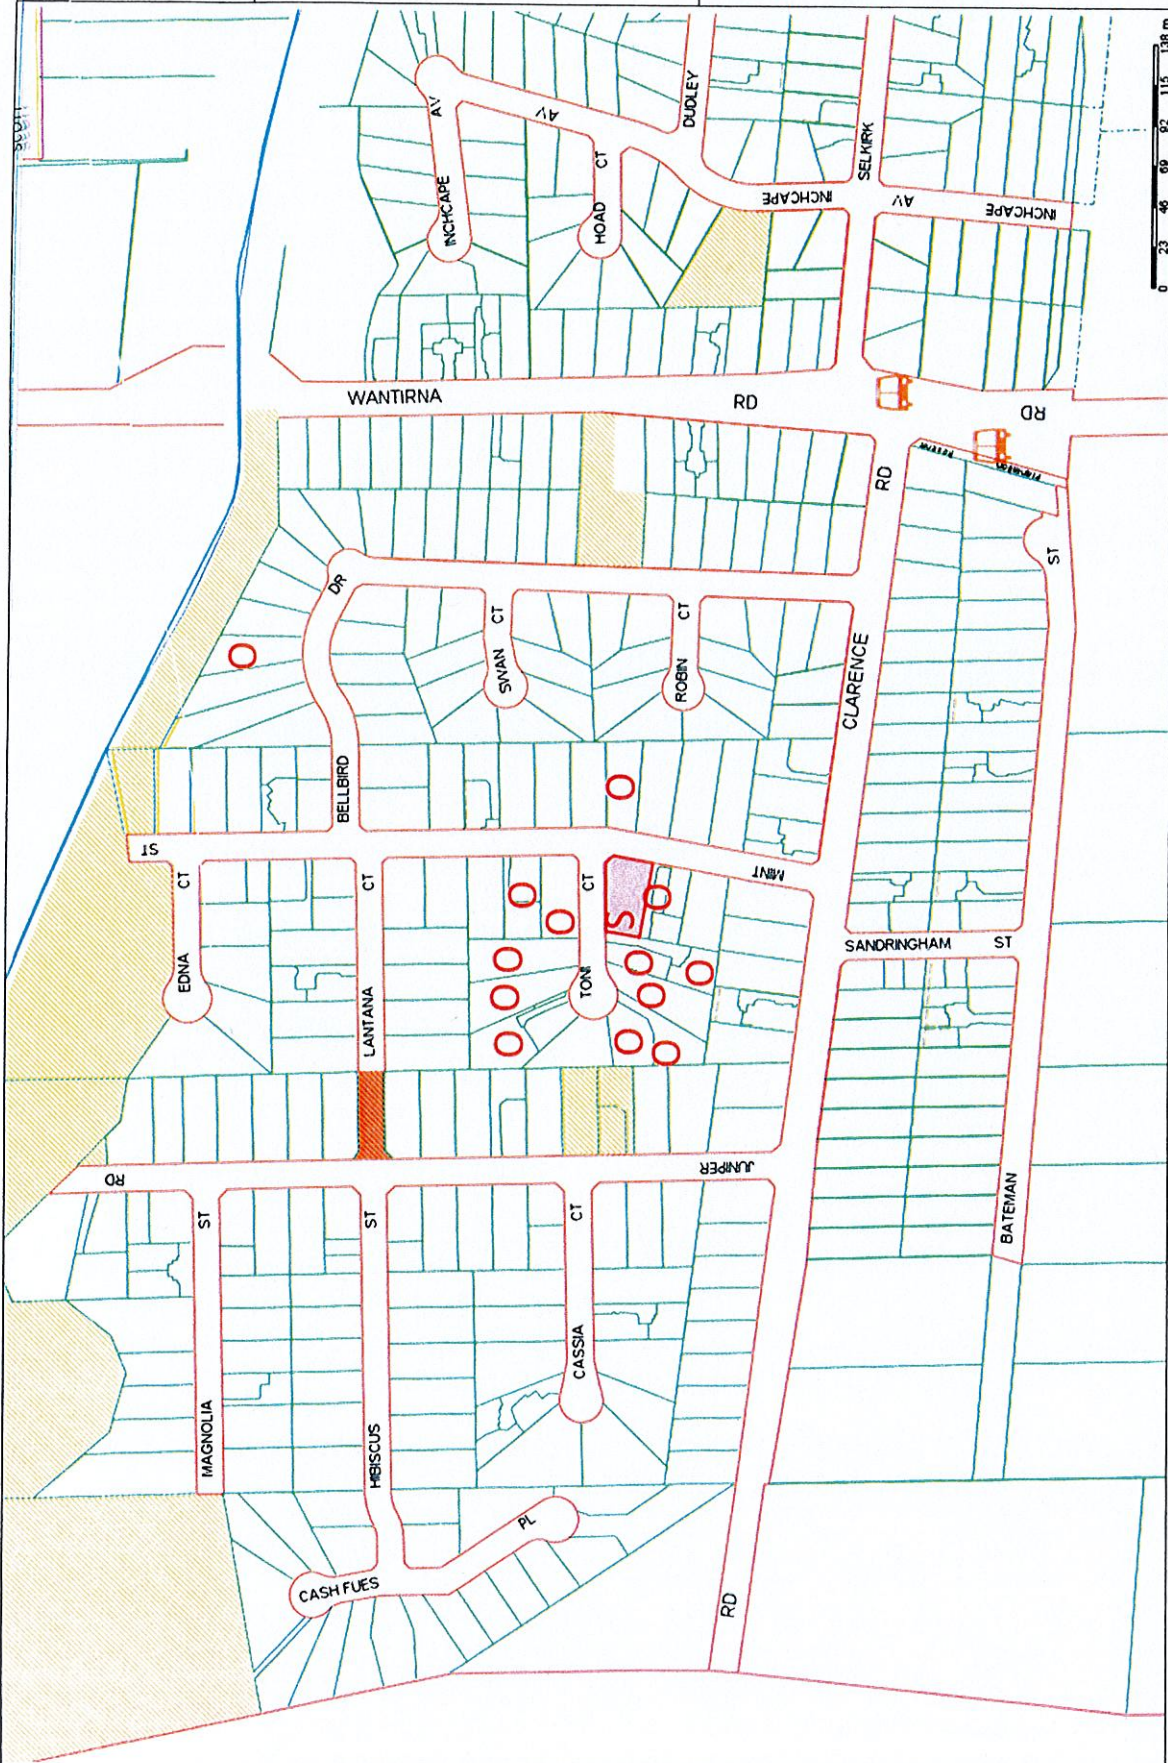 AV
INCHCAPE
AV
HOAD
CT
DUDLEY
INCHCAPE
SELKIRK
AV
INCHCAPE
0 23 46 69 92 115 138 m
WANTIRNA
RD
RD
RD
CLARENCE
Reserve
Plantation
ST
DR
BELLBIRD
SWAN
CT
ROBIN
CT
O
O
ST
EDNA
CT
LANTANA
CT
TONI
CT
MINT
S
O
O
O
O
O
O
O
O
O
O
O
SANDRINGHAM
ST
BATEMAN
RD
JUNIPER
MAGNOLIA
ST
HIBISCUS
ST
CASSIA
CT
CASH FUES
PL
RD